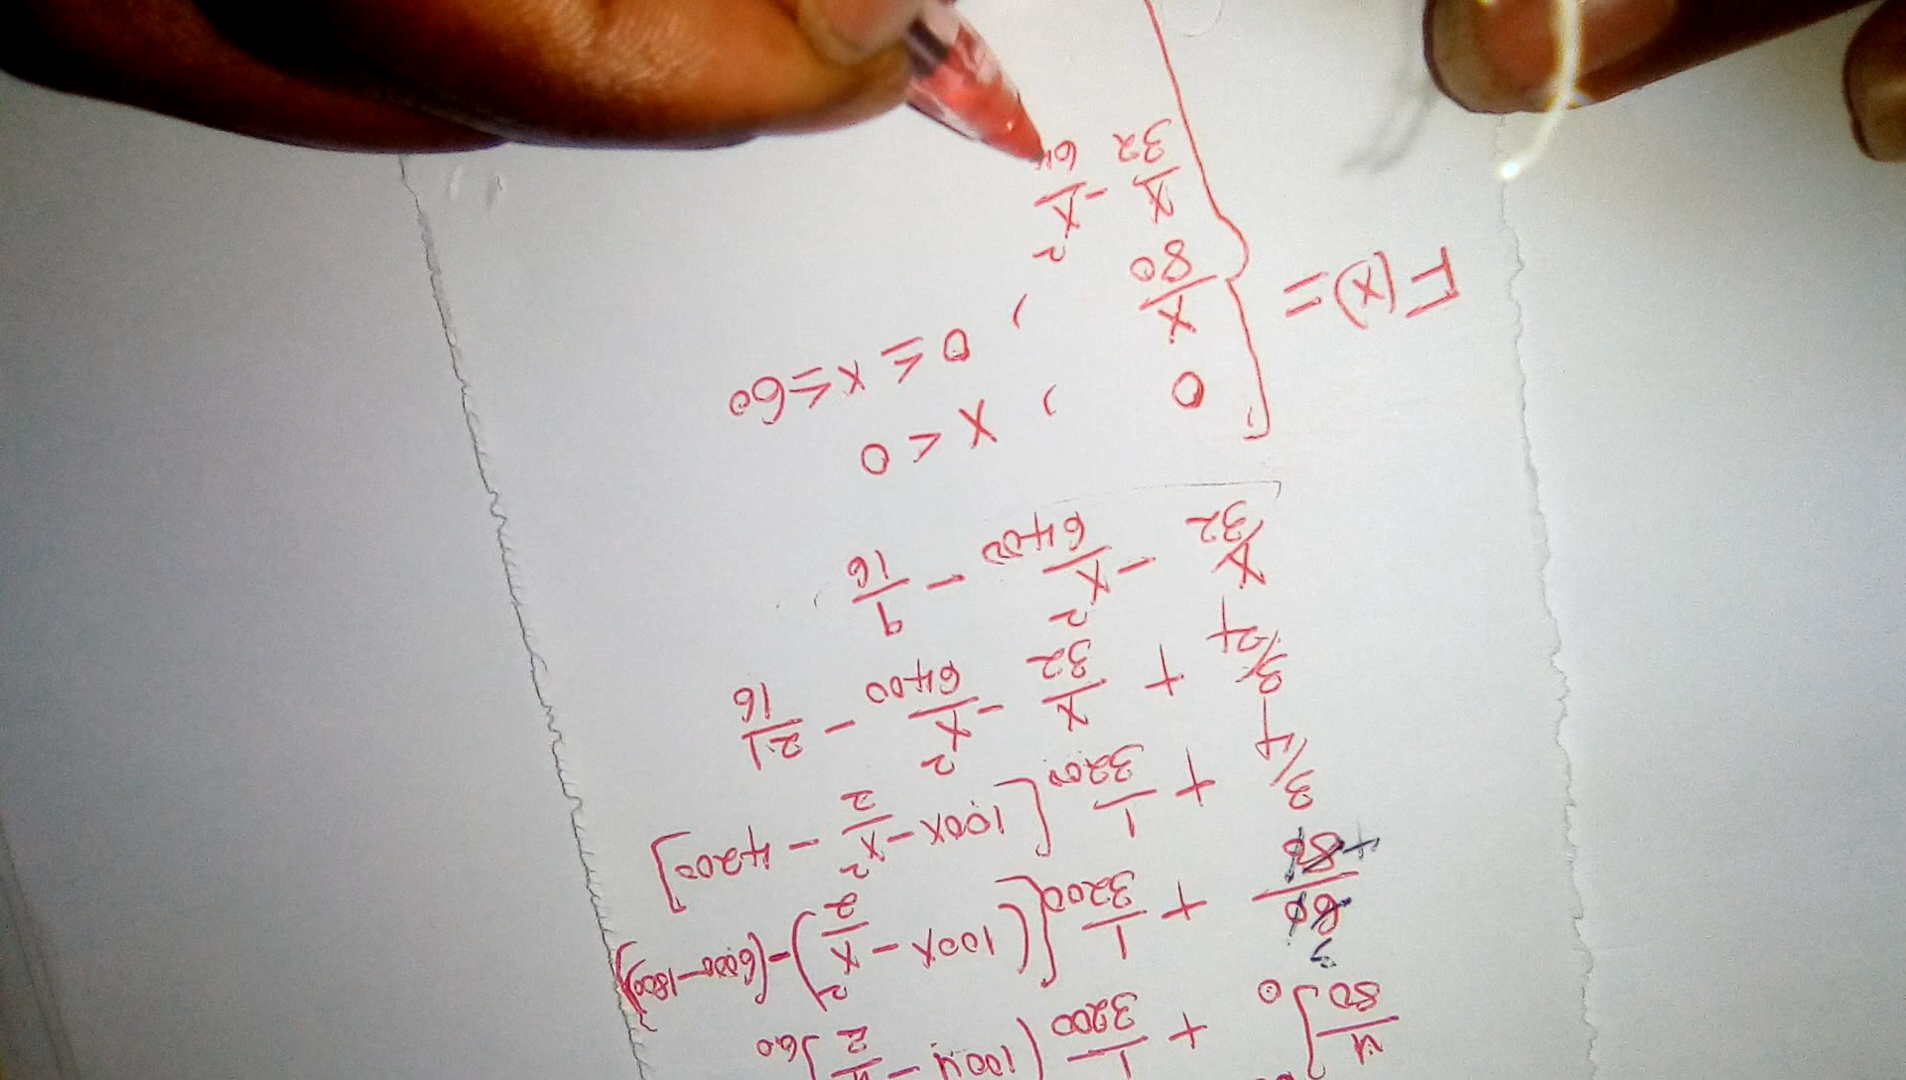 u/80]₀ + 1/3200 (100u − u/2]₆₀
60/80 + 1/3200 [(100x − x²/2) − (6000 − 1800)]
3/4 + 1/3200 [100x − x²/2 − 4200]
3/4 + x/32 − x²/6400 − 21/16
x/32 − x²/6400 − 9/16
0 , x < 0
F(x) = { x/80 , 0 ≤ x ≤ 60
x/32 − x²/64